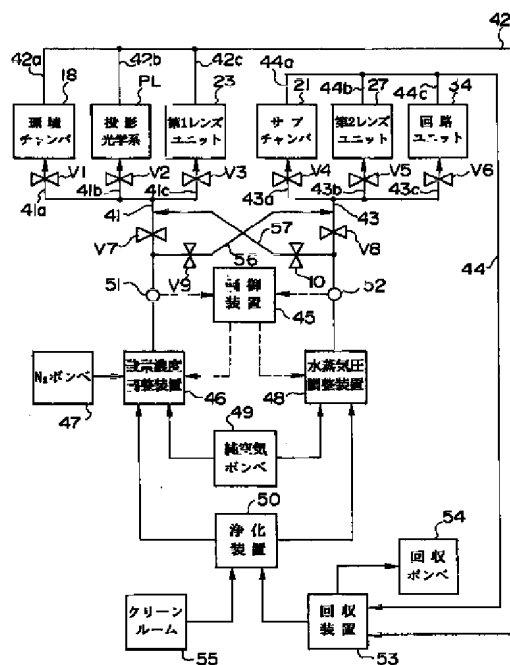 42
42a
42b
42c
44a
18
PL
23
21
44b
27
44c
34
環境
チャンバ
投影
光学系
第1レンズ
ユニット
サブ
チャンバ
第2レンズ
ユニット
回路
ユニット
V1
V2
V3
V4
V5
V6
41a
41b
41c
43a
43b
43c
41
43
57
V7
V8
56
44
V9
10
51
52
制御
装置
45
N₂ボンベ
47
窒素濃度
調整装置
46
水蒸気圧
調整装置
48
49
純空気
ボンベ
50
浄化
装置
54
回収
ボンベ
クリーン
ルーム
55
回収
装置
53